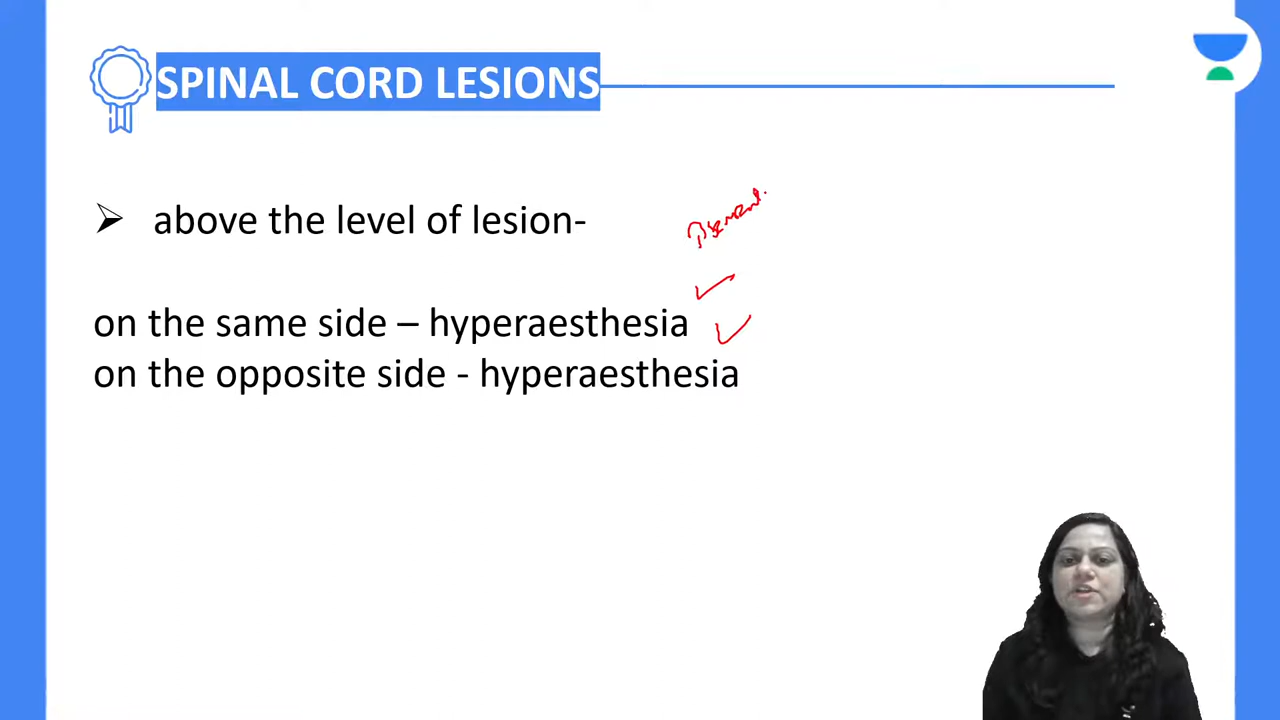 SPINAL CORD LESIONS
➢ above the level of lesion-
on the same side – hyperaesthesia
on the opposite side - hyperaesthesia